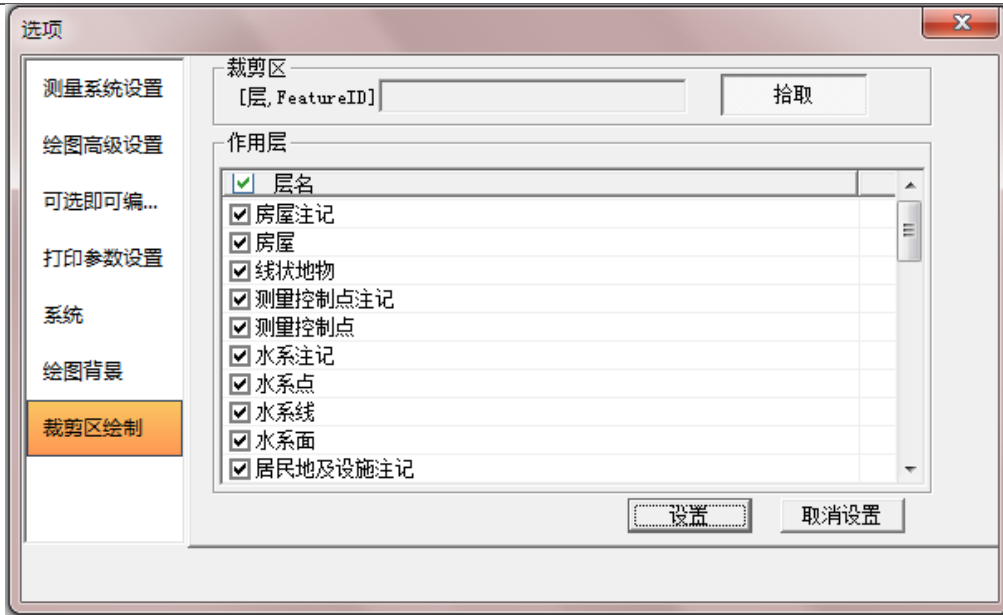 选项
测量系统设置
绘图高级设置
可选即可编...
打印参数设置
系统
绘图背景
裁剪区绘制
裁剪区
[层,FeatureID]
拾取
作用层
层名
房屋注记
房屋
线状地物
测量控制点注记
测量控制点
水系注记
水系点
水系线
水系面
居民地及设施注记
设置
取消设置